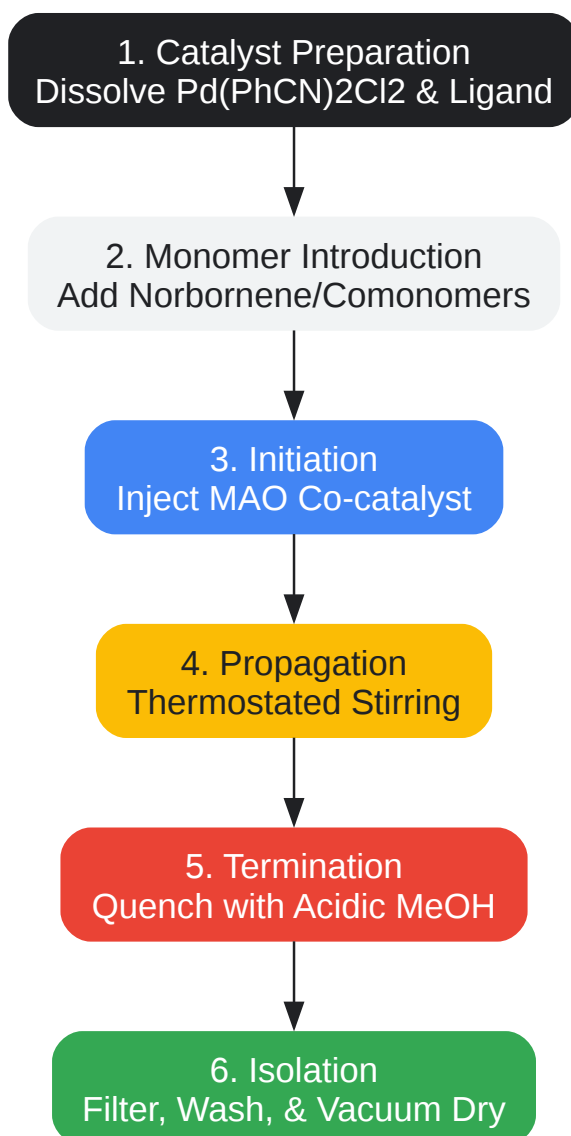 1. Catalyst Preparation
Dissolve Pd(PhCN)2Cl2 & Ligand
2. Monomer Introduction
Add Norbornene/Comonomers
3. Initiation
Inject MAO Co-catalyst
4. Propagation
Thermostated Stirring
5. Termination
Quench with Acidic MeOH
6. Isolation
Filter, Wash, & Vacuum Dry